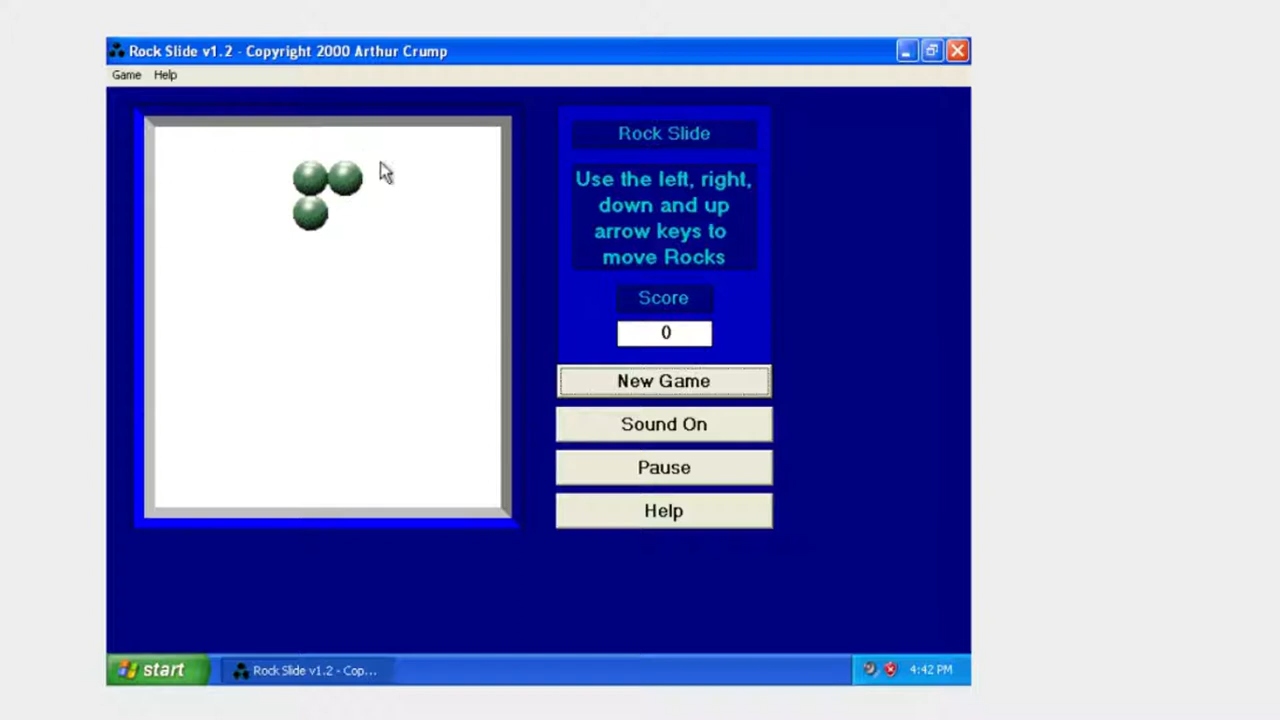 Rock Slide v1.2 - Copyright 2000 Arthur Crump
Game Help
Rock Slide
Use the left, right,
down and up
arrow keys to
move Rocks
Score
0
New Game
Sound On
Pause
Help
start
Rock Slide v1.2 - Cop...
4:42 PM